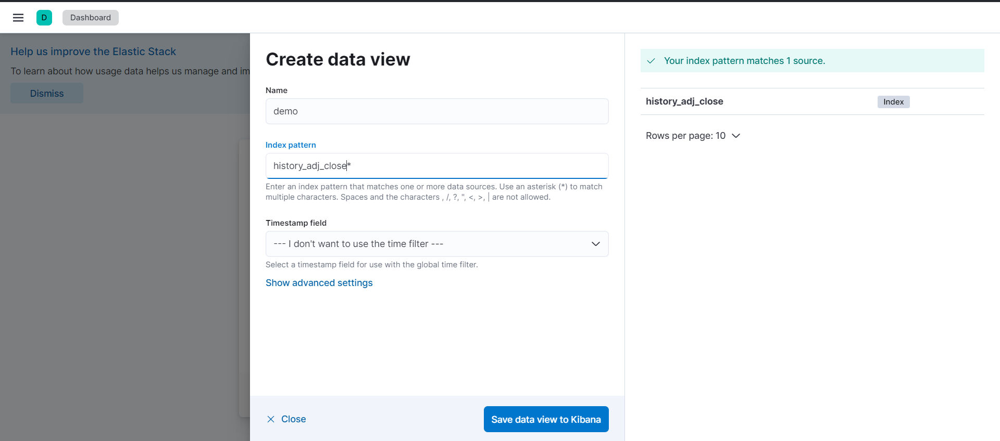 D
Dashboard
Help us improve the Elastic Stack
To learn about how usage data helps us manage and im
Dismiss
Create data view
Name
demo
Index pattern
history_adj_close*
Enter an index pattern that matches one or more data sources. Use an asterisk (*) to match
multiple characters. Spaces and the characters , /, ?, ", <, >, | are not allowed.
Timestamp field
--- I don't want to use the time filter ---
Select a timestamp field for use with the global time filter.
Show advanced settings
Close
Save data view to Kibana
Your index pattern matches 1 source.
history_adj_close Index
Rows per page: 10